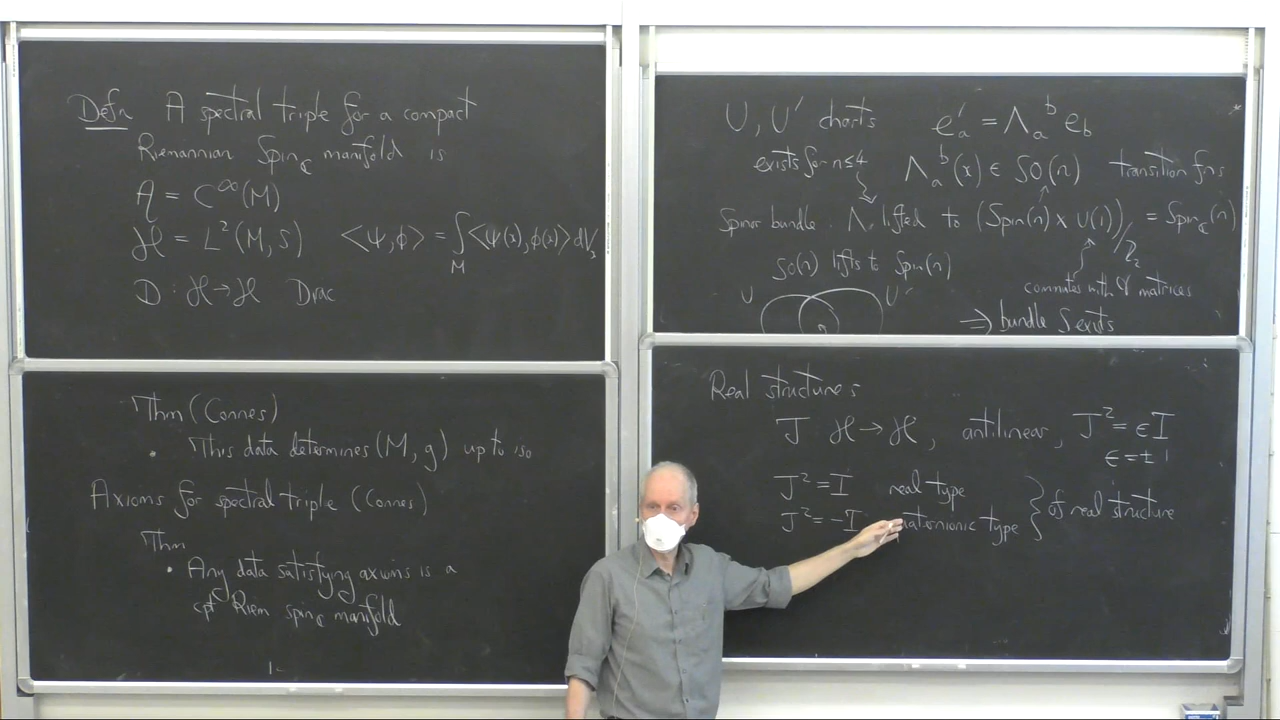 Defn A spectral triple for a compact
Riemannian Spin_C manifold is
A = C^∞(M)
H = L²(M,S) <ψ,φ> = ∫_M <ψ(x),φ(x)> dV
D : H → H Dirac
Thm (Connes)
• This data determines (M,g) up to iso
Axioms for spectral triple (Connes)
Thm
• Any data satisfying axioms is a
cpt Riem spin_C manifold
U, U' charts e'_a = Λ_a^b e_b
exists for n≤4 Λ_a^b(x) ∈ SO(n) transition fns
Spinor bundle. Λ lifted to (Spin(n) × U(1))/Z_2 = Spin_C(n)
SO(n) lifts to Spin(n)
commutes with γ matrices
U U'
⇒ bundle S exists
Real structures
J H → H, antilinear, J² = εI
ε = ±1
J² = I real type
J² = -I quaternionic type } of real structure